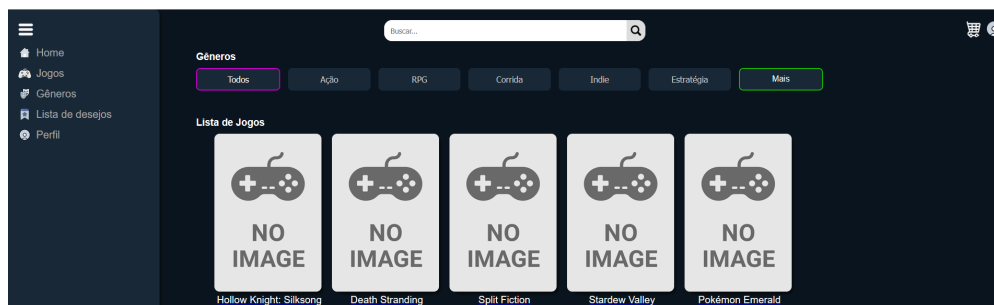 Buscar...
Home
Jogos
Gêneros
Lista de desejos
Perfil
Gêneros
Todos Ação RPG Corrida Indie Estratégia Mais
Lista de Jogos
NO IMAGE
NO IMAGE
NO IMAGE
NO IMAGE
NO IMAGE
Hollow Knight: Silksong Death Stranding Split Fiction Stardew Valley Pokémon Emerald